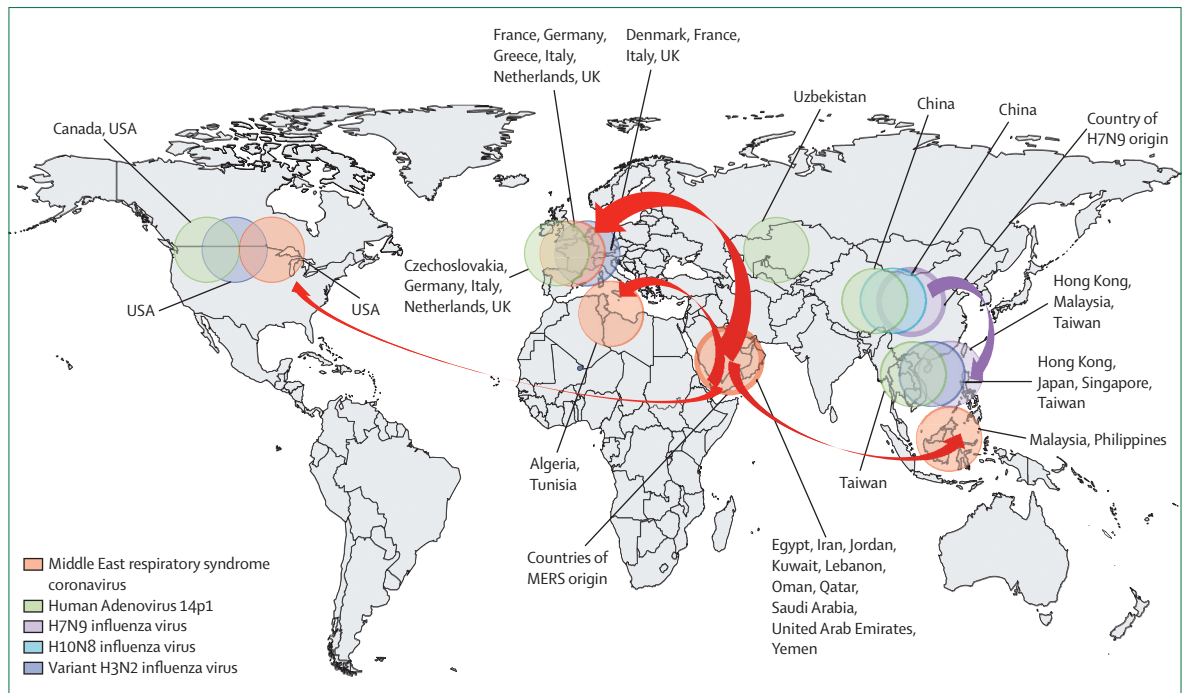 France, Germany,
Greece, Italy,
Netherlands, UK
Denmark, France,
Italy, UK
Uzbekistan
China
China
Country of
H7N9 origin
Canada, USA
USA
USA
Czechoslovakia,
Germany, Italy,
Netherlands, UK
Hong Kong,
Malaysia,
Taiwan
Hong Kong,
Japan, Singapore,
Taiwan
Malaysia, Philippines
Taiwan
Algeria,
Tunisia
Countries of
MERS origin
Egypt, Iran, Jordan,
Kuwait, Lebanon,
Oman, Qatar,
Saudi Arabia,
United Arab Emirates,
Yemen
Middle East respiratory syndrome
coronavirus
Human Adenovirus 14p1
H7N9 influenza virus
H10N8 influenza virus
Variant H3N2 influenza virus